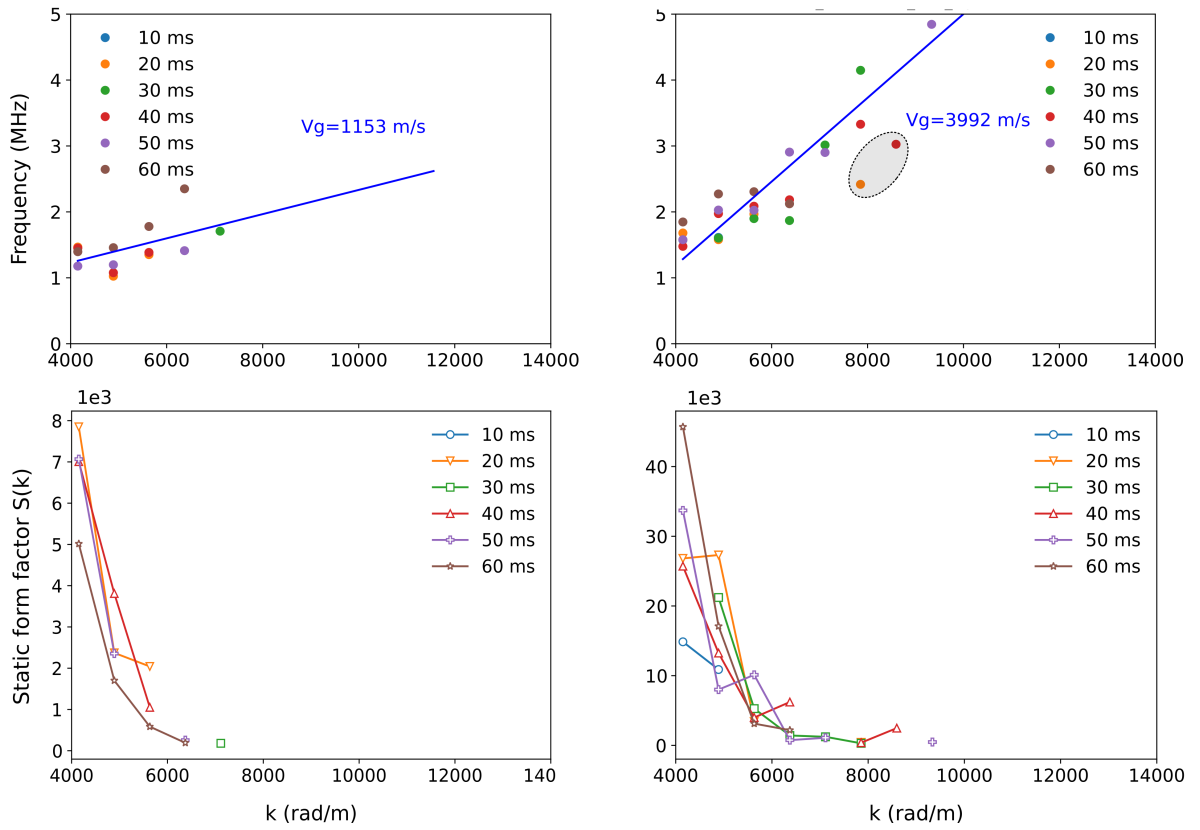 5
4
3
2
1
0
Frequency (MHz)
10 ms
20 ms
30 ms
40 ms
50 ms
60 ms
Vg=1153 m/s
4000
6000
8000
10000
12000
14000
5
4
3
2
1
0
10 ms
20 ms
30 ms
40 ms
50 ms
60 ms
Vg=3992 m/s
4000
6000
8000
10000
12000
14000
1e3
8
7
6
5
4
3
2
1
0
Static form factor S(k)
10 ms
20 ms
30 ms
40 ms
50 ms
60 ms
4000
6000
8000
10000
12000
1400
k (rad/m)
1e3
40
30
20
10
0
10 ms
20 ms
30 ms
40 ms
50 ms
60 ms
4000
6000
8000
10000
12000
14000
k (rad/m)